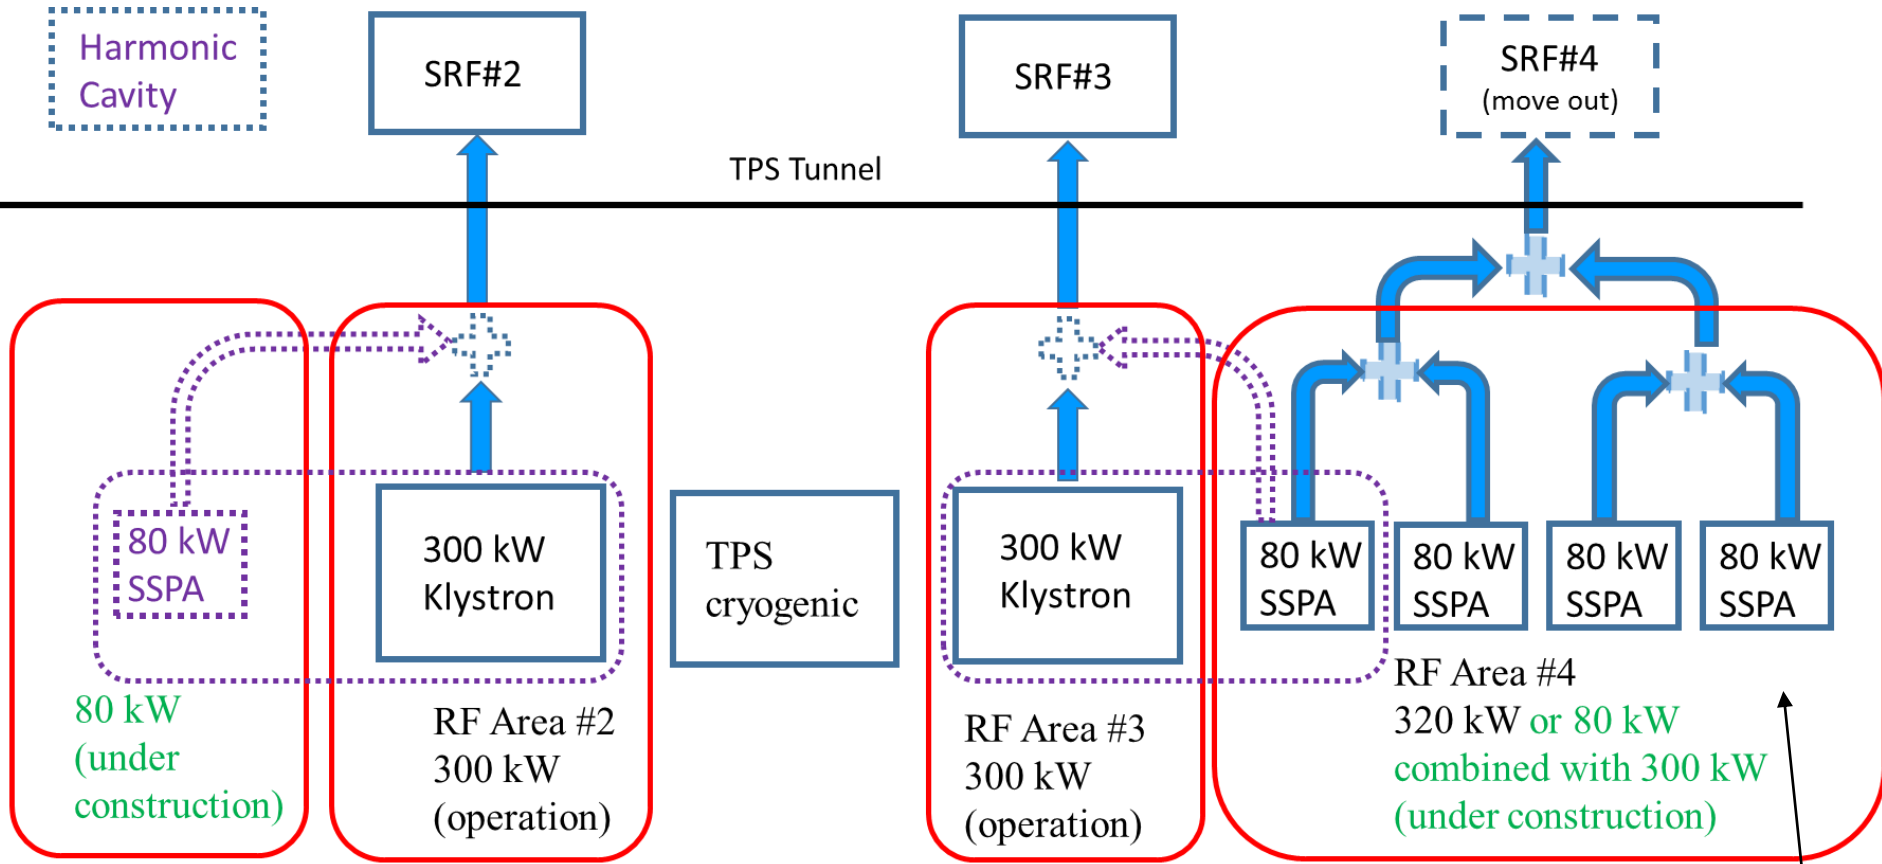 Harmonic
Cavity
SRF#2
SRF#3
SRF#4
(move out)
TPS Tunnel
80 kW
SSPA
300 kW
Klystron
TPS
cryogenic
300 kW
Klystron
80 kW
SSPA
80 kW
SSPA
80 kW
SSPA
80 kW
SSPA
80 kW
(under
construction)
RF Area #2
300 kW
(operation)
RF Area #3
300 kW
(operation)
RF Area #4
320 kW or 80 kW
combined with 300 kW
(under construction)